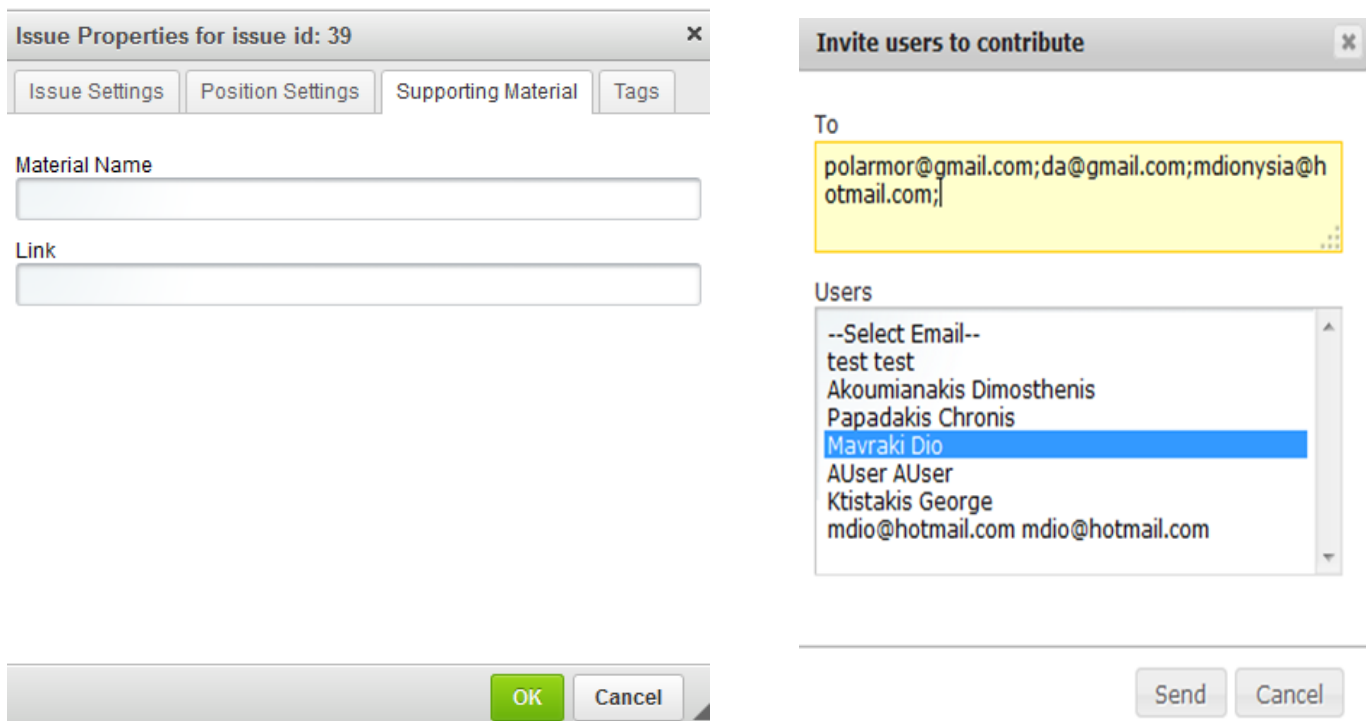 Issue Properties for issue id: 39
Issue Settings
Position Settings
Supporting Material
Tags
Material Name
Link
OK
Cancel
Invite users to contribute
To
polarmor@gmail.com;da@gmail.com;mdionysia@h
otmail.com;
Users
--Select Email--
test test
Akoumianakis Dimosthenis
Papadakis Chronis
Mavraki Dio
AUser AUser
Ktistakis George
mdio@hotmail.com mdio@hotmail.com
Send
Cancel